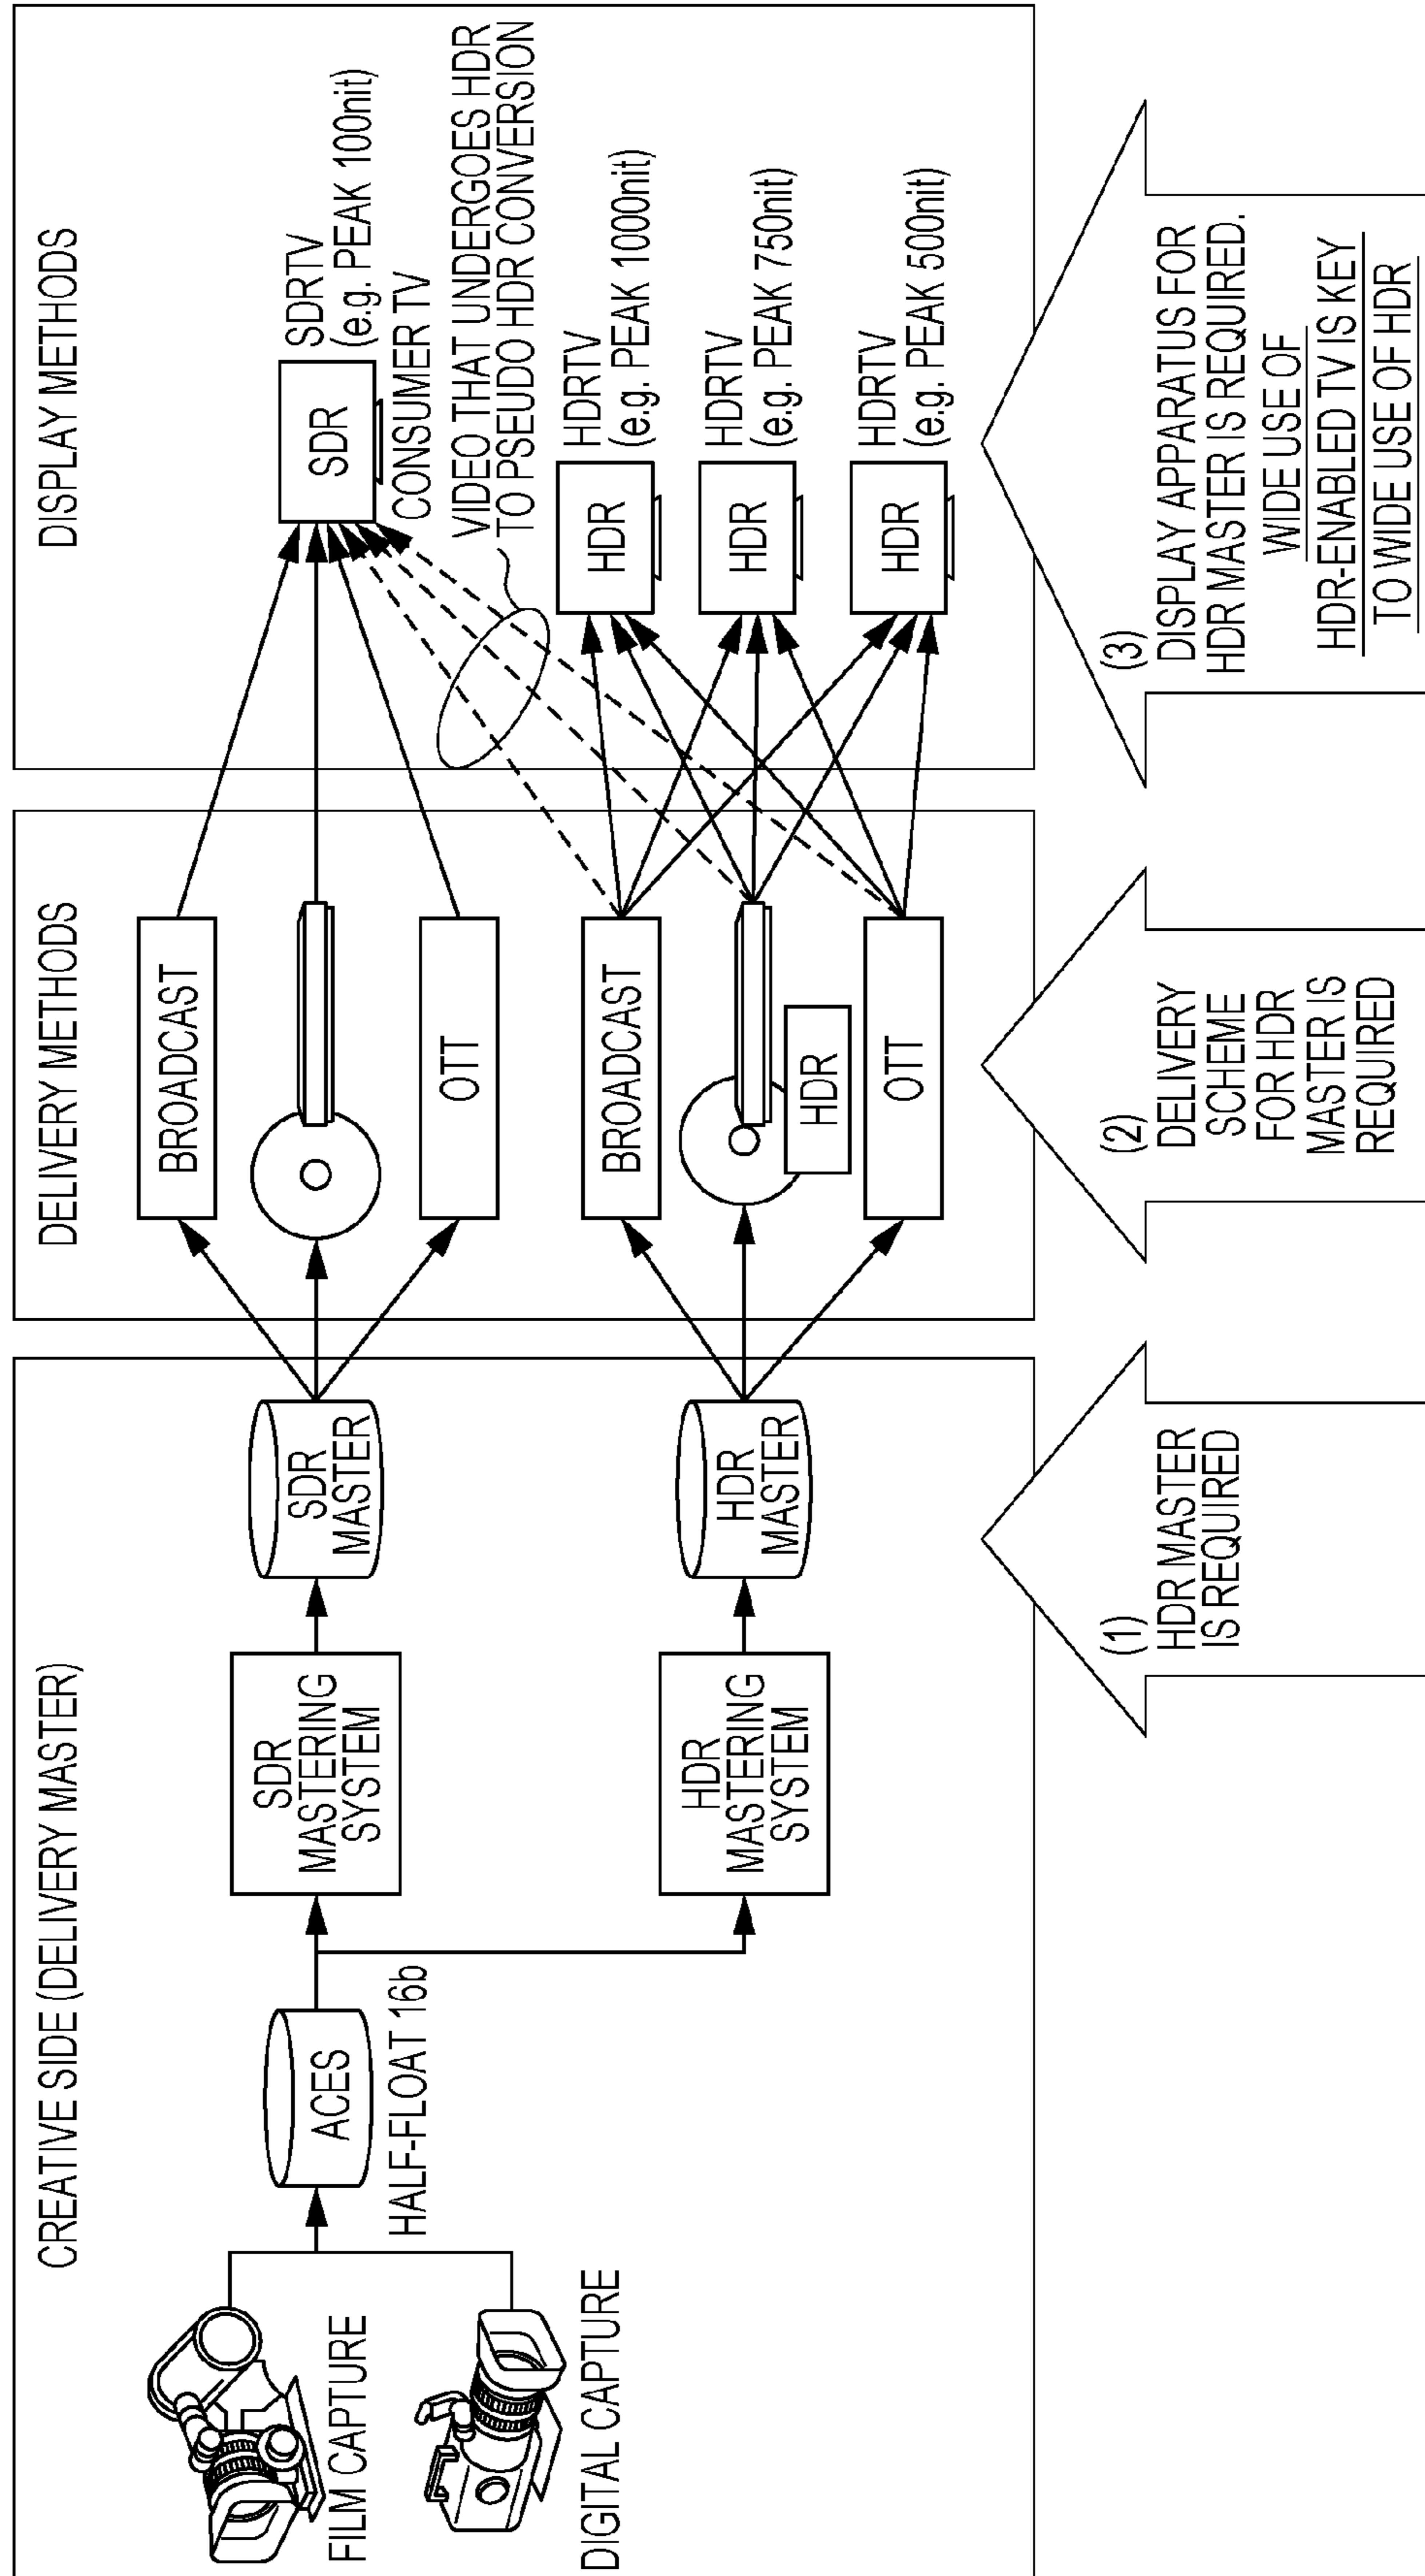 CREATIVE SIDE (DELIVERY MASTER)
FILM CAPTURE
DIGITAL CAPTURE
ACES
HALF-FLOAT 16b
SDR
MASTERING
SYSTEM
SDR
MASTER
HDR
MASTERING
SYSTEM
HDR
MASTER
DELIVERY METHODS
BROADCAST
OTT
BROADCAST
HDR
OTT
DISPLAY METHODS
SDR
SDRTV
(e.g. PEAK 100nit)
CONSUMER TV
VIDEO THAT UNDERGOES HDR
TO PSEUDO HDR CONVERSION
HDR
HDRTV
(e.g. PEAK 1000nit)
HDR
HDRTV
(e.g. PEAK 750nit)
HDR
HDRTV
(e.g. PEAK 500nit)
(1)
HDR MASTER
IS REQUIRED
(2)
DELIVERY
SCHEME
FOR HDR
MASTER IS
REQUIRED
(3)
DISPLAY APPARATUS FOR
HDR MASTER IS REQUIRED.
WIDE USE OF
HDR-ENABLED TV IS KEY
TO WIDE USE OF HDR